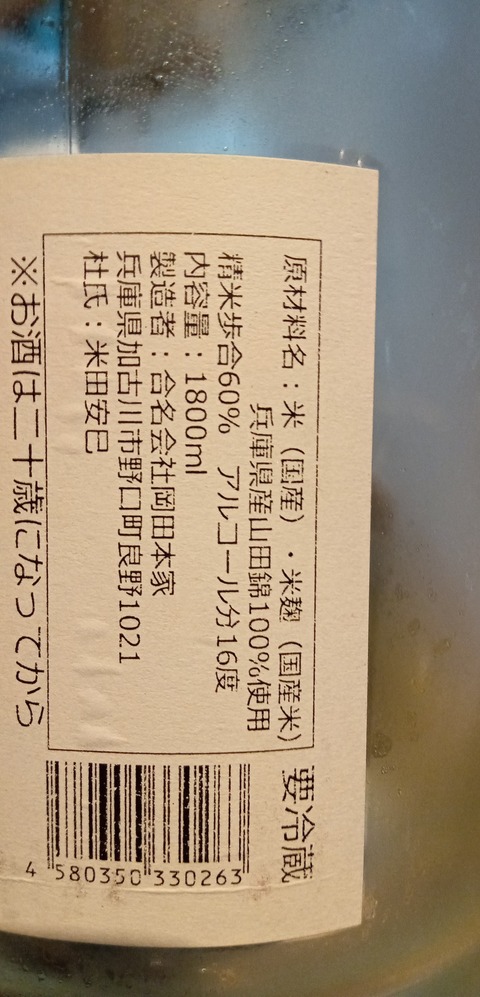 原材料名：米（国産）・米麹（国産米）
兵庫県産山田錦100%使用
精米歩合60%　アルコール分16度
内容量：1800ml
製造者：合名会社岡田本家
兵庫県加古川市野口町良野1021
杜氏：米田安巳
※お酒は二十歳になってから
要冷蔵
4 580350 330263